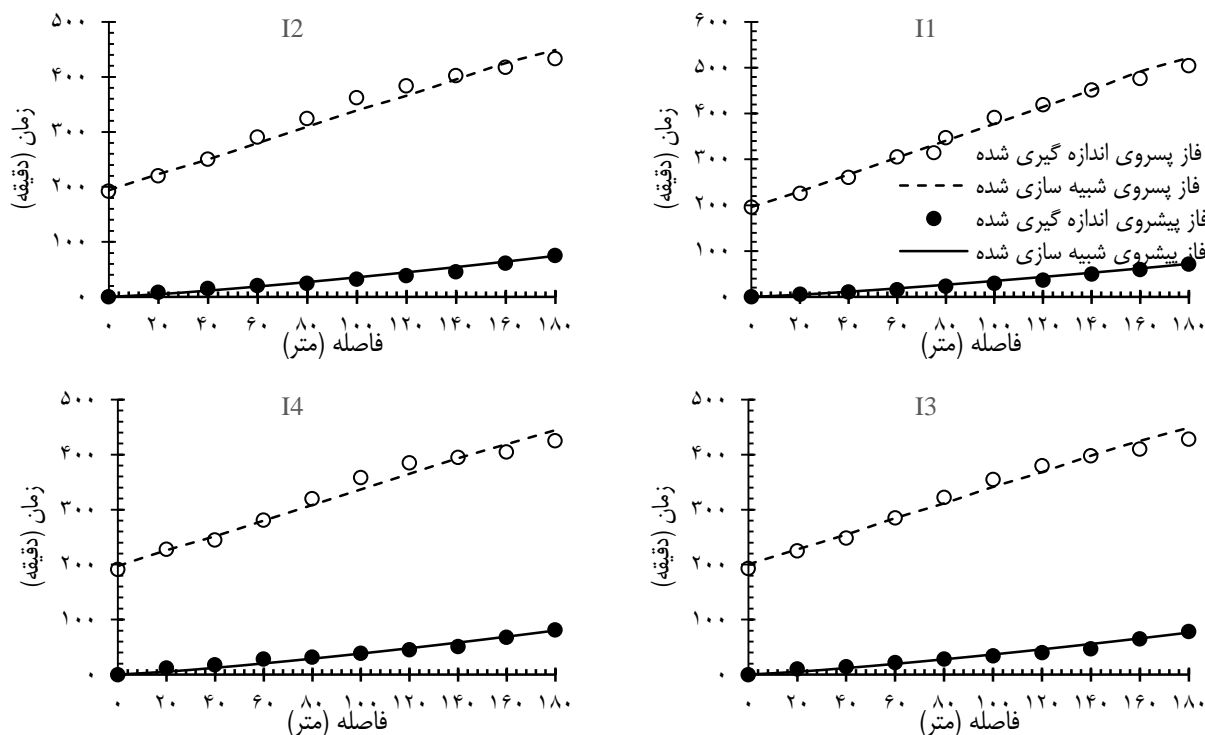 I2
۵۰۰
۴۰۰
۳۰۰
۲۰۰
۱۰۰
۰
زمان (دقیقه)
۰ ۲۰ ۴۰ ۶۰ ۸۰ ۱۰۰ ۱۲۰ ۱۴۰ ۱۶۰ ۱۸۰
فاصله (متر)
I1
۶۰۰
۵۰۰
۴۰۰
۳۰۰
۲۰۰
۱۰۰
۰
زمان (دقیقه)
فاز پسروی اندازه گیری شده
فاز پسروی شبیه سازی شده
فاز پیشروی اندازه گیری شده
فاز پیشروی شبیه سازی شده
۰ ۲۰ ۴۰ ۶۰ ۸۰ ۱۰۰ ۱۲۰ ۱۴۰ ۱۶۰ ۱۸۰
فاصله (متر)
I4
۵۰۰
۴۰۰
۳۰۰
۲۰۰
۱۰۰
۰
زمان (دقیقه)
۰ ۲۰ ۴۰ ۶۰ ۸۰ ۱۰۰ ۱۲۰ ۱۴۰ ۱۶۰ ۱۸۰
فاصله (متر)
I3
۵۰۰
۴۰۰
۳۰۰
۲۰۰
۱۰۰
۰
زمان (دقیقه)
۰ ۲۰ ۴۰ ۶۰ ۸۰ ۱۰۰ ۱۲۰ ۱۴۰ ۱۶۰ ۱۸۰
فاصله (متر)